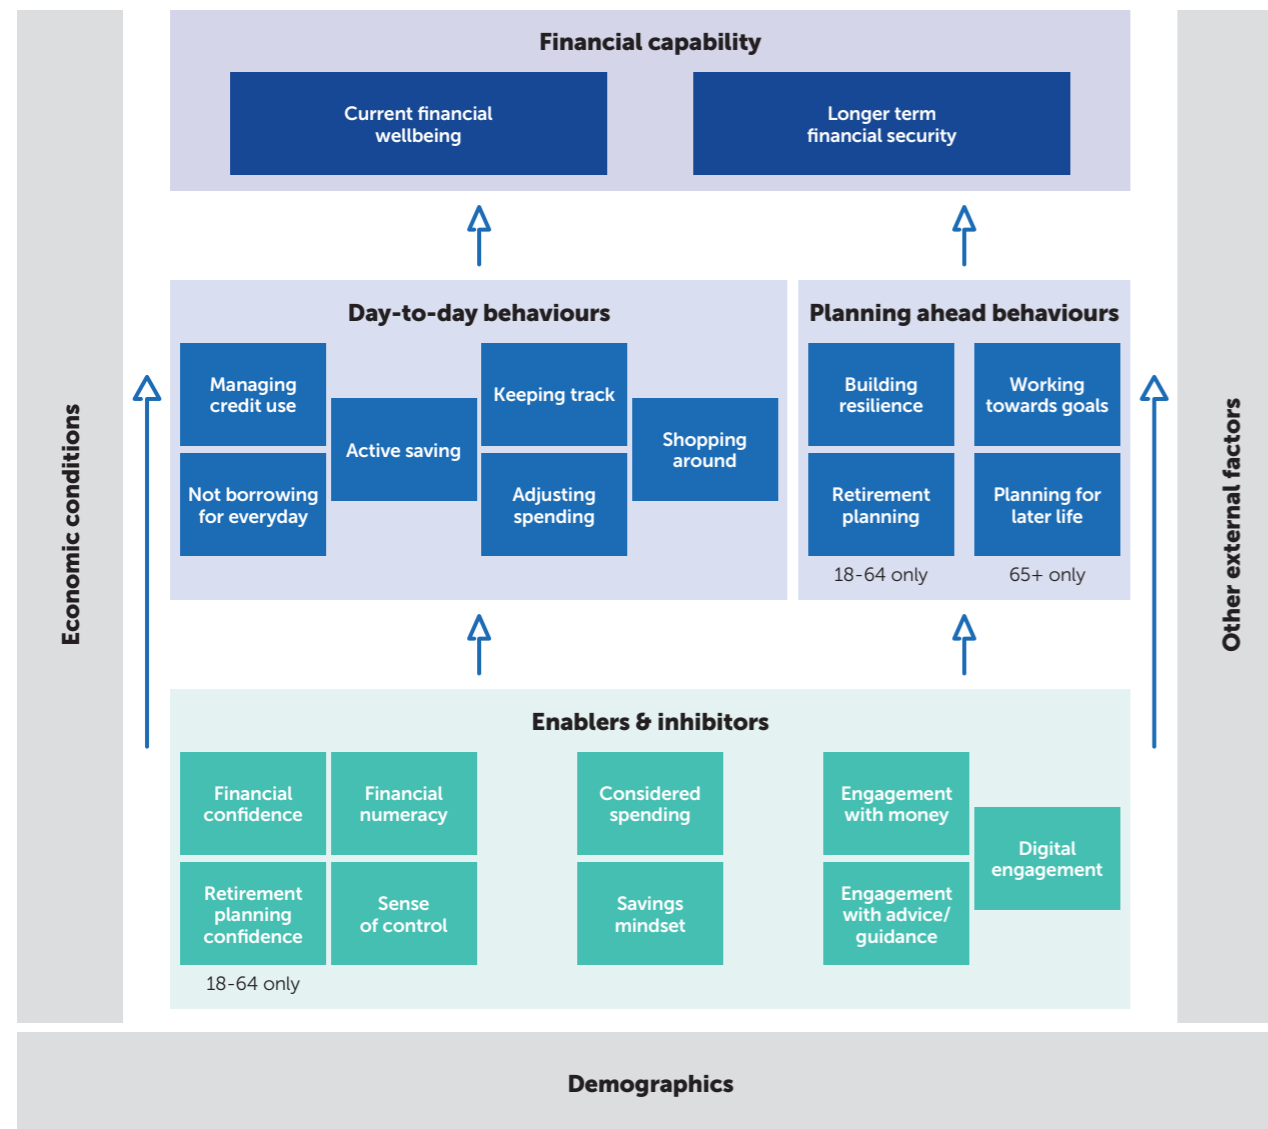 Financial capability
Current financial
wellbeing
Longer term
financial security
Day-to-day behaviours
Managing
credit use
Not borrowing
for everyday
Active saving
Keeping track
Adjusting
spending
Shopping
around
Planning ahead behaviours
Building
resilience
Working
towards goals
Retirement
planning
Planning for
later life
18-64 only
65+ only
Economic conditions
Other external factors
Enablers & inhibitors
Financial
confidence
Financial
numeracy
Retirement
planning
confidence
Sense
of control
18-64 only
Considered
spending
Savings
mindset
Engagement
with money
Engagement
with advice/
guidance
Digital
engagement
Demographics